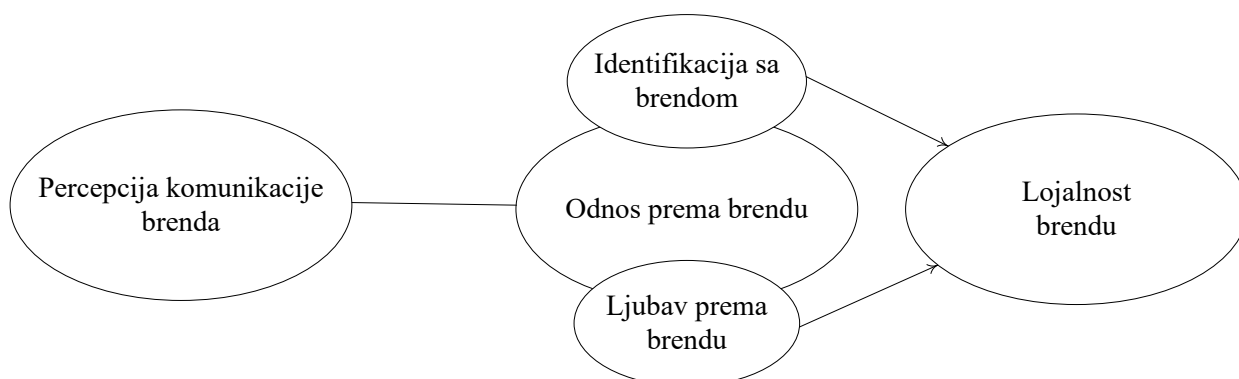 Percepcija komunikacije
brenda
Identifikacija sa
brendom
Odnos prema brendu
Ljubav prema
brendu
Lojalnost
brendu